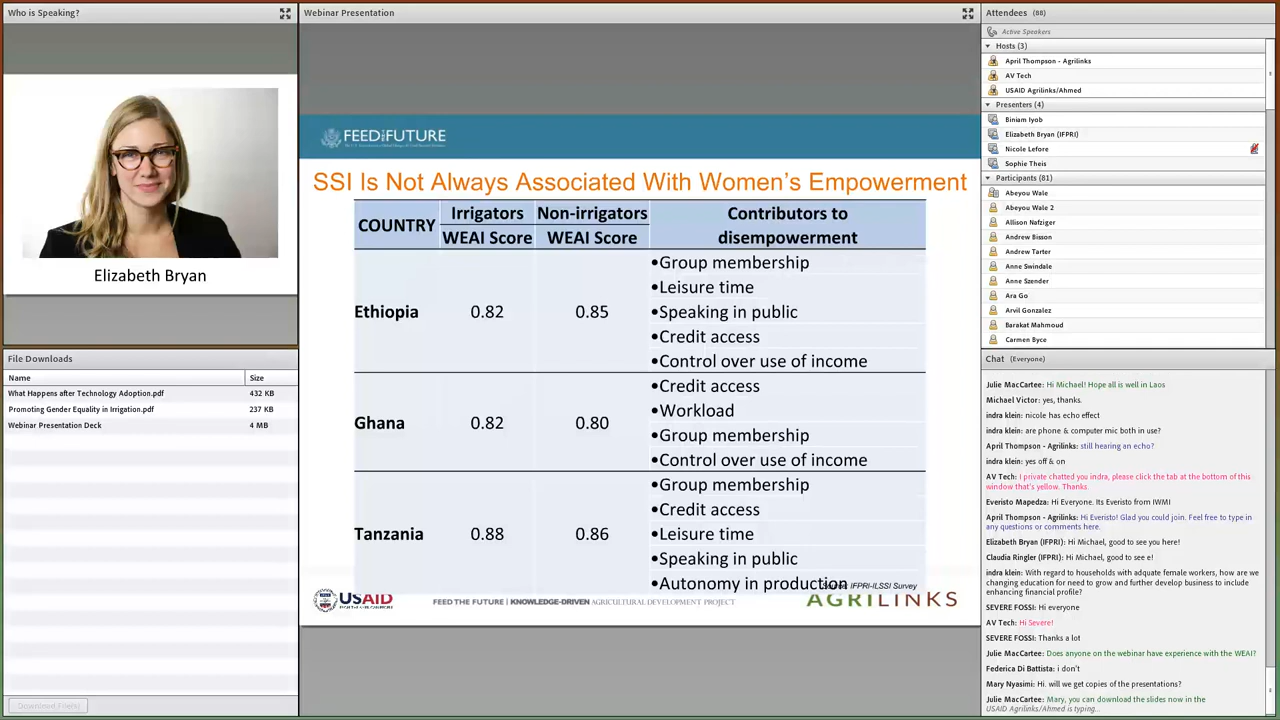 Who is Speaking?
Elizabeth Bryan
File Downloads
Name Size
What Happens after Technology Adoption.pdf 432 KB
Promoting Gender Equality in Irrigation.pdf 237 KB
Webinar Presentation Deck 4 MB
Download File(s)
Webinar Presentation
FEED THE FUTURE
SSI Is Not Always Associated With Women's Empowerment
COUNTRY
Irrigators
WEAI Score
Non-irrigators
WEAI Score
Contributors to
disempowerment
Ethiopia 0.82 0.85
•Group membership
•Leisure time
•Speaking in public
•Credit access
•Control over use of income
Ghana 0.82 0.80
•Credit access
•Workload
•Group membership
•Control over use of income
Tanzania 0.88 0.86
•Group membership
•Credit access
•Leisure time
•Speaking in public
•Autonomy in production
IFPRI-ILSSI Survey
USAID
FEED THE FUTURE | KNOWLEDGE-DRIVEN AGRICULTURAL DEVELOPMENT PROJECT
AGRILINKS
Attendees (88)
Active Speakers
Hosts (3)
April Thompson - Agrilinks
AV Tech
USAID Agrilinks/Ahmed
Presenters (4)
Biniam Iyob
Elizabeth Bryan (IFPRI)
Nicole Lefore
Sophie Theis
Participants (81)
Abeyou Wale
Abeyou Wale 2
Allison Nafziger
Andrew Bisson
Andrew Tarter
Anne Swindale
Anne Szender
Ara Go
Arvil Gonzalez
Barakat Mahmoud
Carmen Byce
Chat (Everyone)
Julie MacCartee: Hi Michael! Hope all is well in Laos
Michael Victor: yes, thanks.
indra klein: nicole has echo effect
indra klein: are phone & computer mic both in use?
April Thompson - Agrilinks: still hearing an echo?
indra klein: yes off & on
AV Tech: I private chatted you indra, please click the tab at the bottom of this
window that's yellow. Thanks.
Everisto Mapedza: Hi Everyone. Its Everisto from IWMI
April Thompson - Agrilinks: Hi Everisto! Glad you could join. Feel free to type in
any questions or comments here.
Elizabeth Bryan (IFPRI): Hi Michael, good to see you here!
Claudia Ringler (IFPRI): Hi Michael, good to see e!
indra klein: With regard to households with adquate female workers, how are we
changing education for need to grow and further develop business to include
enhancing financial profile?
SEVERE FOSSI: Hi everyone
AV Tech: Hi Severe!
SEVERE FOSSI: Thanks a lot
Julie MacCartee: Does anyone on the webinar have experience with the WEAI?
Federica Di Battista: i don't
Mary Nyasimi: Hi. will we get copies of the presentations?
Julie MacCartee: Mary, you can download the slides now in the
USAID Agrilinks/Ahmed is typing...